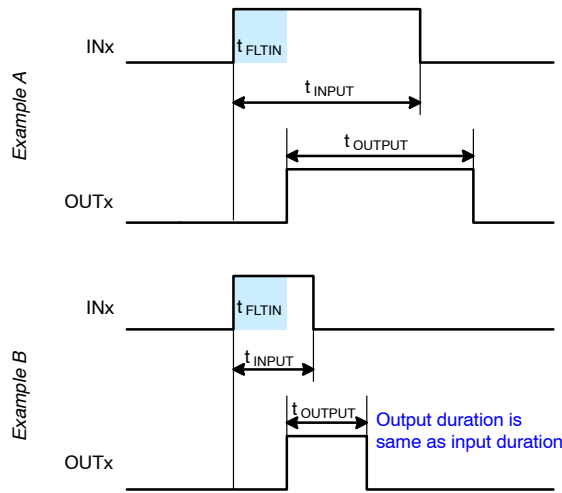 Example A
INx
t FLTIN
t INPUT
t OUTPUT
OUTx
Example B
INx
t FLTIN
t INPUT
t OUTPUT
Output duration is
same as input duration
OUTx